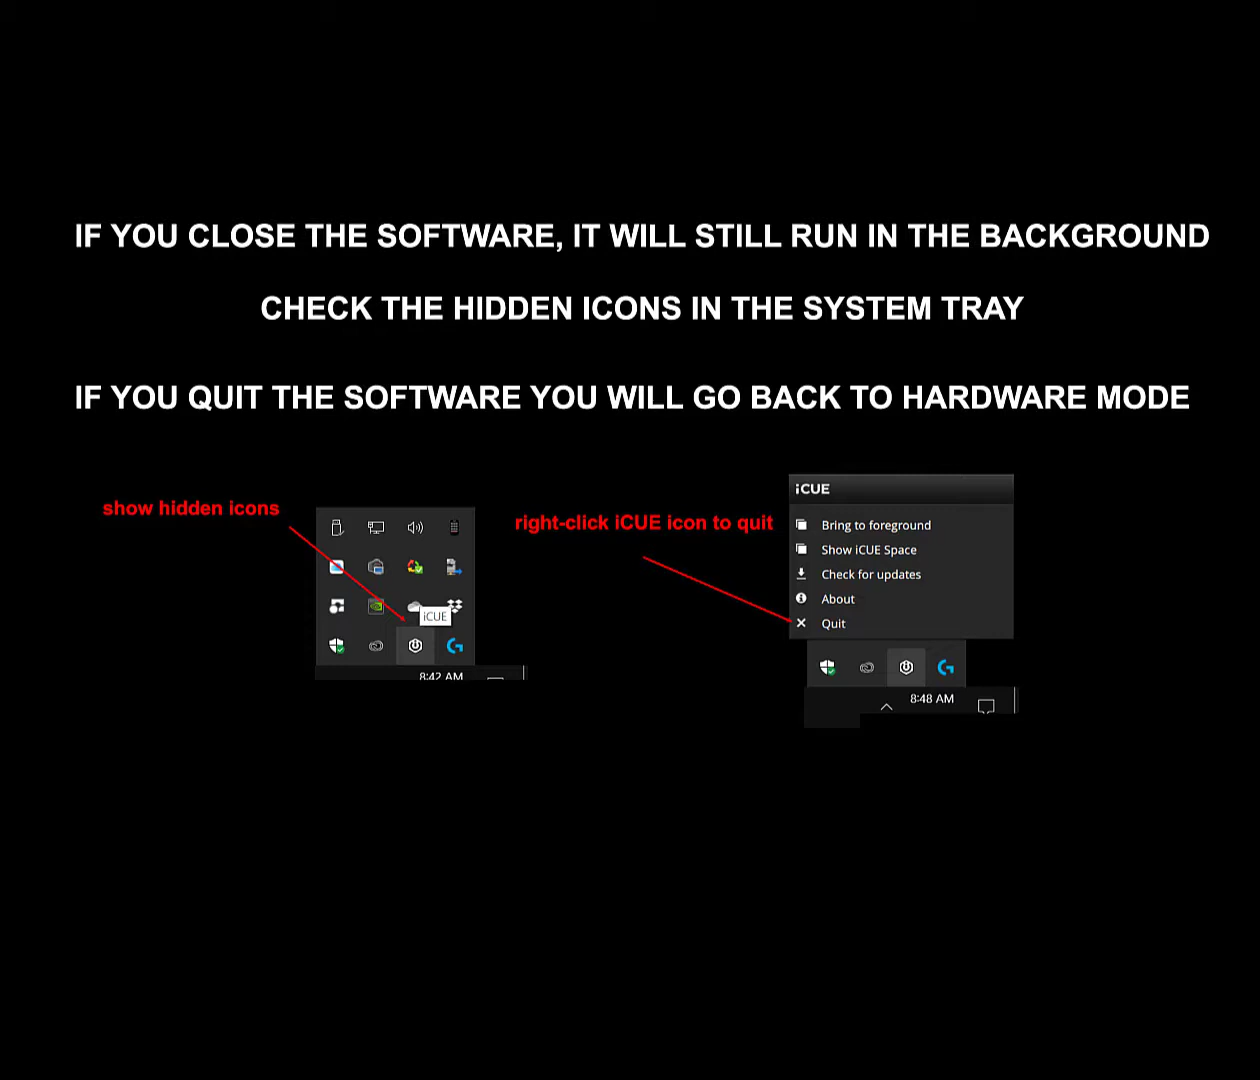 IF YOU CLOSE THE SOFTWARE, IT WILL STILL RUN IN THE BACKGROUND
CHECK THE HIDDEN ICONS IN THE SYSTEM TRAY
IF YOU QUIT THE SOFTWARE YOU WILL GO BACK TO HARDWARE MODE
show hidden icons
iCUE
8:42 AM
right-click iCUE icon to quit
iCUE
Bring to foreground
Show iCUE Space
Check for updates
About
Quit
8:48 AM